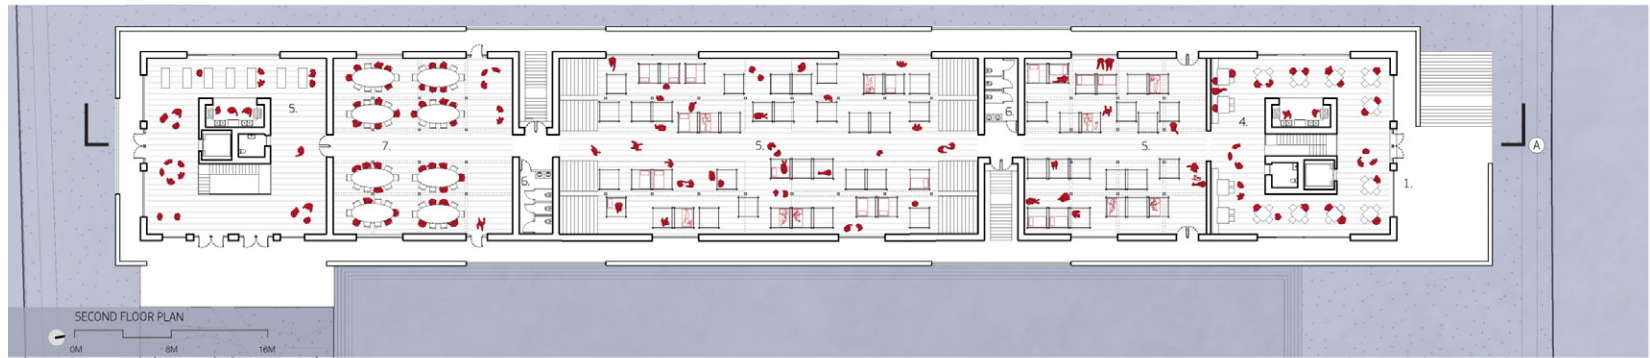 5.
7.
6.
5.
6.
5.
4.
1.
A
SECOND FLOOR PLAN
0M 8M 16M